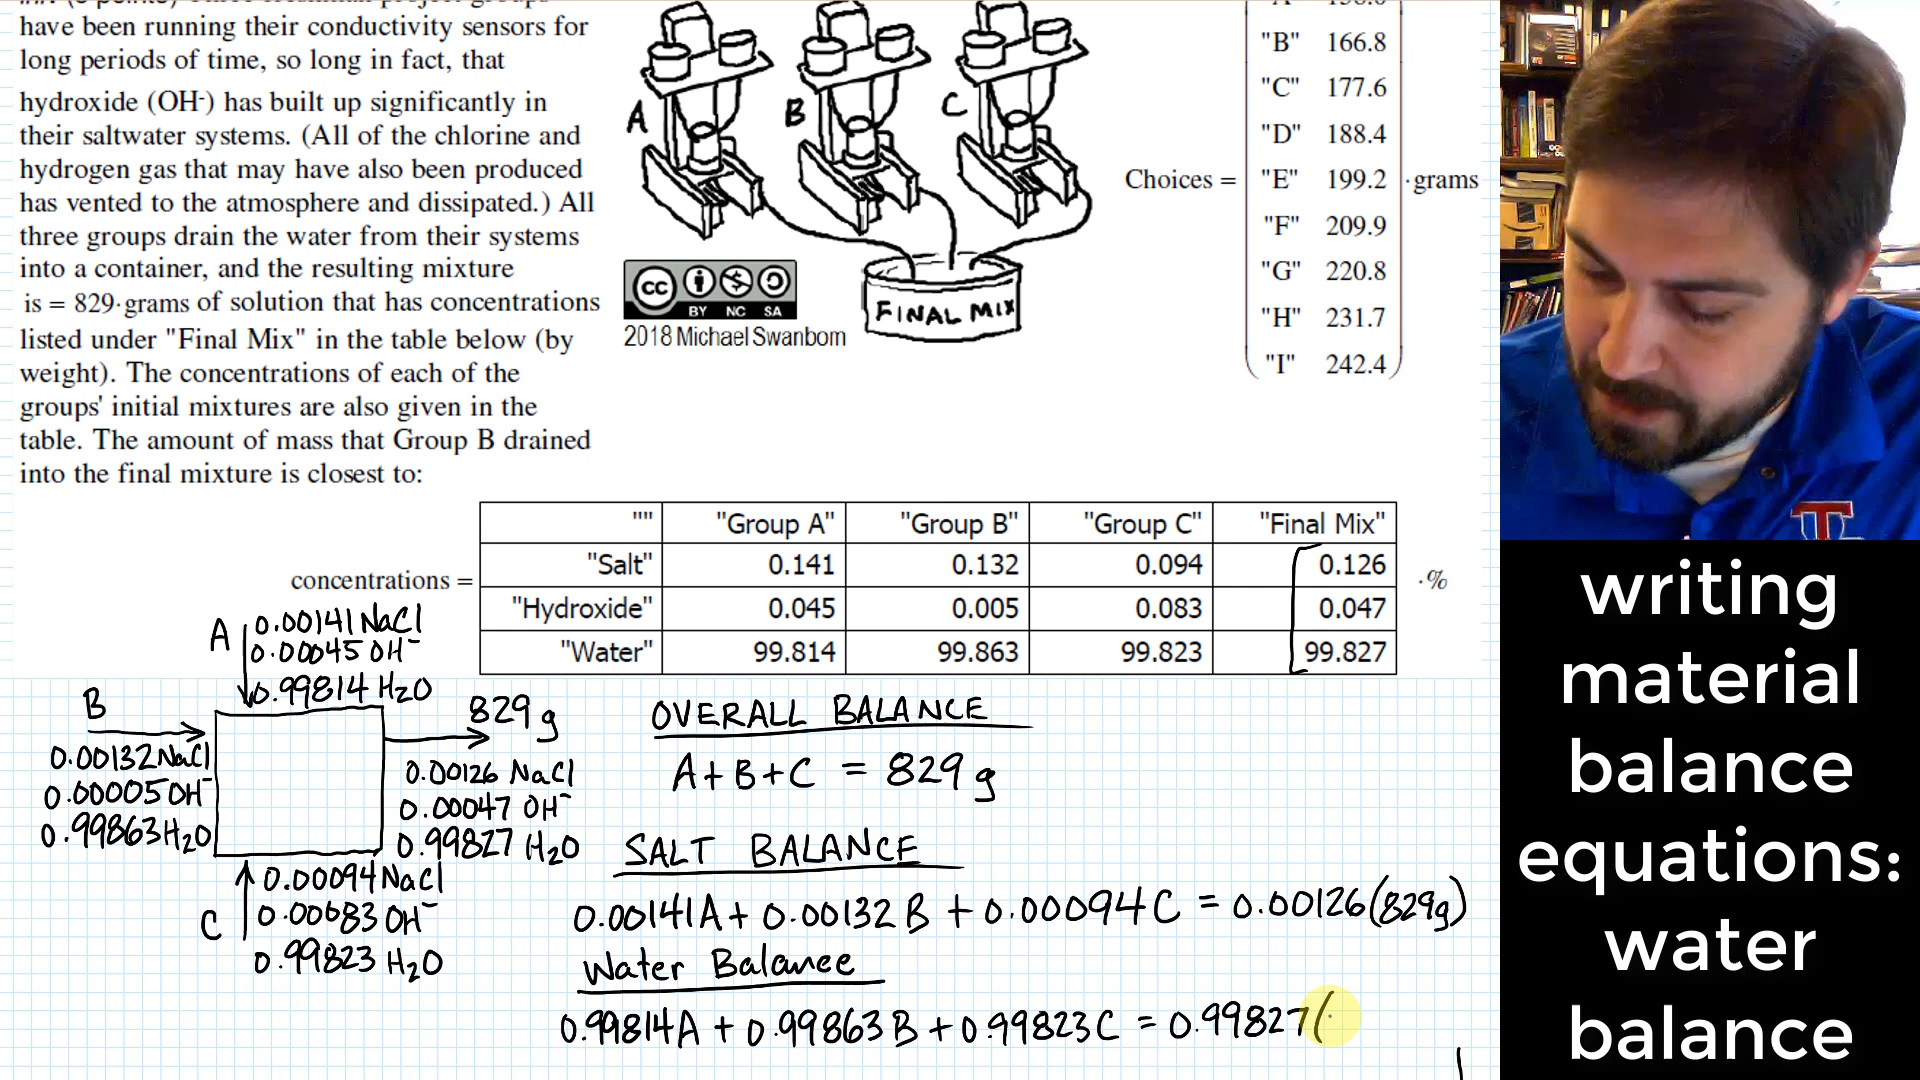 have been running their conductivity sensors for
long periods of time, so long in fact, that
hydroxide (OH-) has built up significantly in
their saltwater systems. (All of the chlorine and
hydrogen gas that may have also been produced
has vented to the atmosphere and dissipated.) All
three groups drain the water from their systems
into a container, and the resulting mixture
is = 829·grams of solution that has concentrations
listed under "Final Mix" in the table below (by
weight). The concentrations of each of the
groups' initial mixtures are also given in the
table. The amount of mass that Group B drained
into the final mixture is closest to:
A
B
C
FINAL MIX
cc
BY NC SA
2018 Michael Swanbom
Choices =
"B" 166.8
"C" 177.6
"D" 188.4
"E" 199.2
"F" 209.9
"G" 220.8
"H" 231.7
"I" 242.4
·grams
concentrations =
"" "Group A" "Group B" "Group C" "Final Mix"
"Salt" 0.141 0.132 0.094 0.126
"Hydroxide" 0.045 0.005 0.083 0.047
"Water" 99.814 99.863 99.823 99.827
·%
A
0.00141 NaCl
0.00045 OH-
0.99814 H2O
B
0.00132 NaCl
0.00005 OH-
0.99863 H2O
829 g
0.00126 NaCl
0.00047 OH-
0.99827 H2O
C
0.00094 NaCl
0.00083 OH-
0.99823 H2O
OVERALL BALANCE
A + B + C = 829 g
SALT BALANCE
0.00141A + 0.00132B + 0.00094C = 0.00126(829g)
Water Balance
0.99814A + 0.99863B + 0.99823C = 0.99827(
writing
material
balance
equations:
water
balance